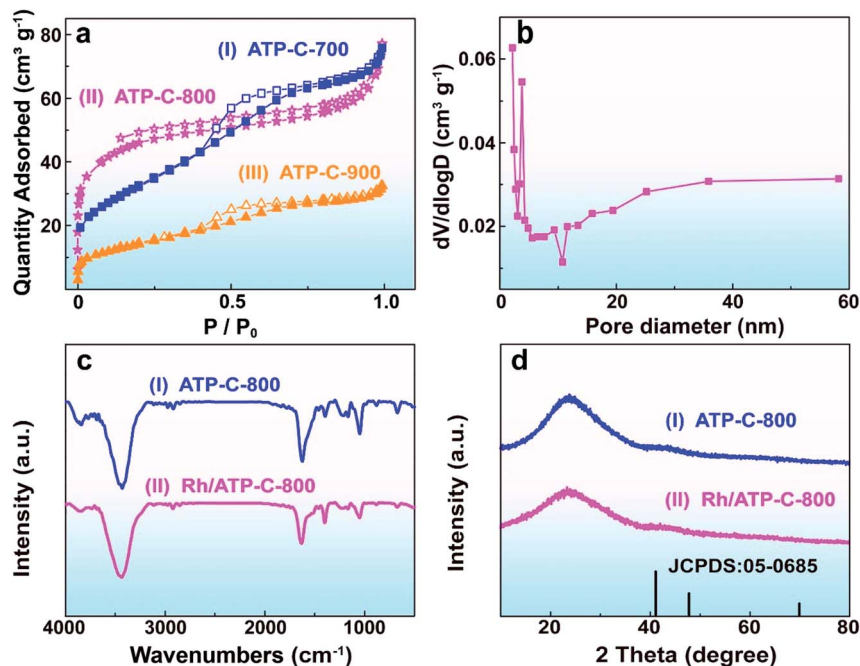 a
(I) ATP-C-700
(II) ATP-C-800
(III) ATP-C-900
Quantity Adsorbed (cm³ g⁻¹)
80
60
40
20
0
0.5
1.0
P / P₀
b
dV/dlogD (cm³ g⁻¹)
0.06
0.04
0.02
0
20
40
60
Pore diameter (nm)
c
(I) ATP-C-800
(II) Rh/ATP-C-800
Intensity (a.u.)
4000
3000
2000
1000
Wavenumbers (cm⁻¹)
d
(I) ATP-C-800
(II) Rh/ATP-C-800
JCPDS:05-0685
Intensity (a.u.)
20
40
60
80
2 Theta (degree)